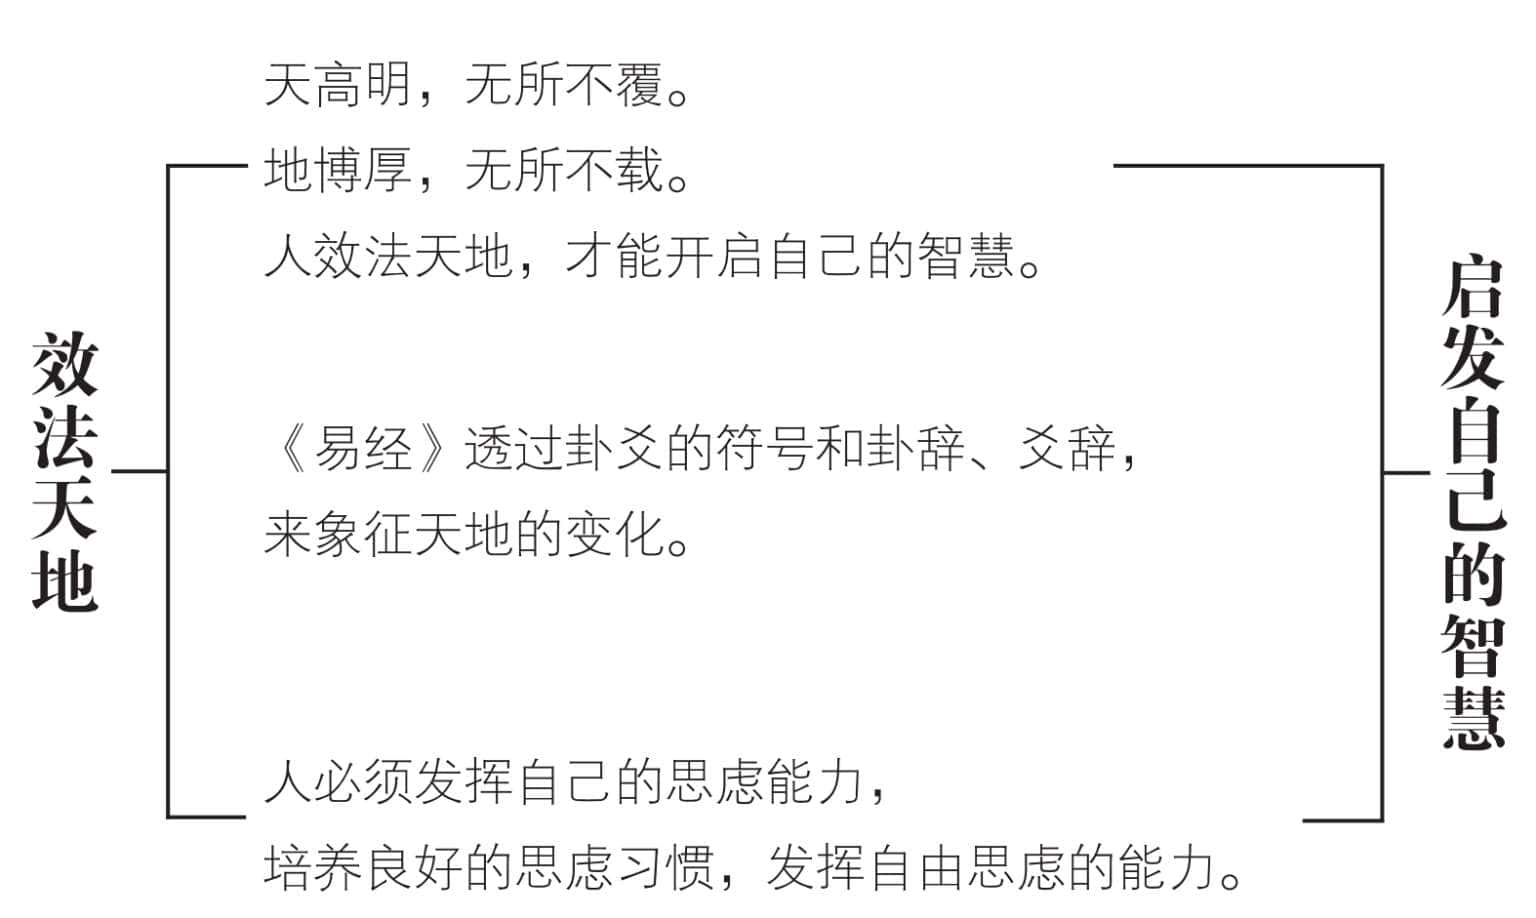 效法天地
天高明，无所不覆。
地博厚，无所不载。
人效法天地，才能开启自己的智慧。
《易经》透过卦爻的符号和卦辞、爻辞，
来象征天地的变化。
人必须发挥自己的思虑能力，
培养良好的思虑习惯，发挥自由思虑的能力。
启发自己的智慧